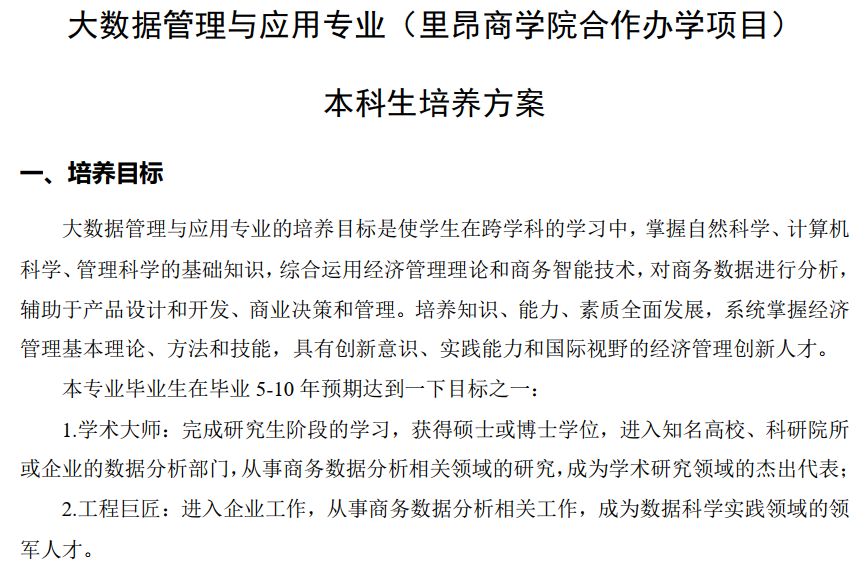 大数据管理与应用专业（里昂商学院合作办学项目）
本科生培养方案
一、培养目标
大数据管理与应用专业的培养目标是使学生在跨学科的学习中，掌握自然科学、计算机
科学、管理科学的基础知识，综合运用经济管理理论和商务智能技术，对商务数据进行分析，
辅助于产品设计和开发、商业决策和管理。培养知识、能力、素质全面发展，系统掌握经济
管理基本理论、方法和技能，具有创新意识、实践能力和国际视野的经济管理创新人才。
本专业毕业生在毕业 5-10 年预期达到一下目标之一：
1.学术大师：完成研究生阶段的学习，获得硕士或博士学位，进入知名高校、科研院所
或企业的数据分析部门，从事商务数据分析相关领域的研究，成为学术研究领域的杰出代表；
2.工程巨匠：进入企业工作，从事商务数据分析相关工作，成为数据科学实践领域的领
军人才。